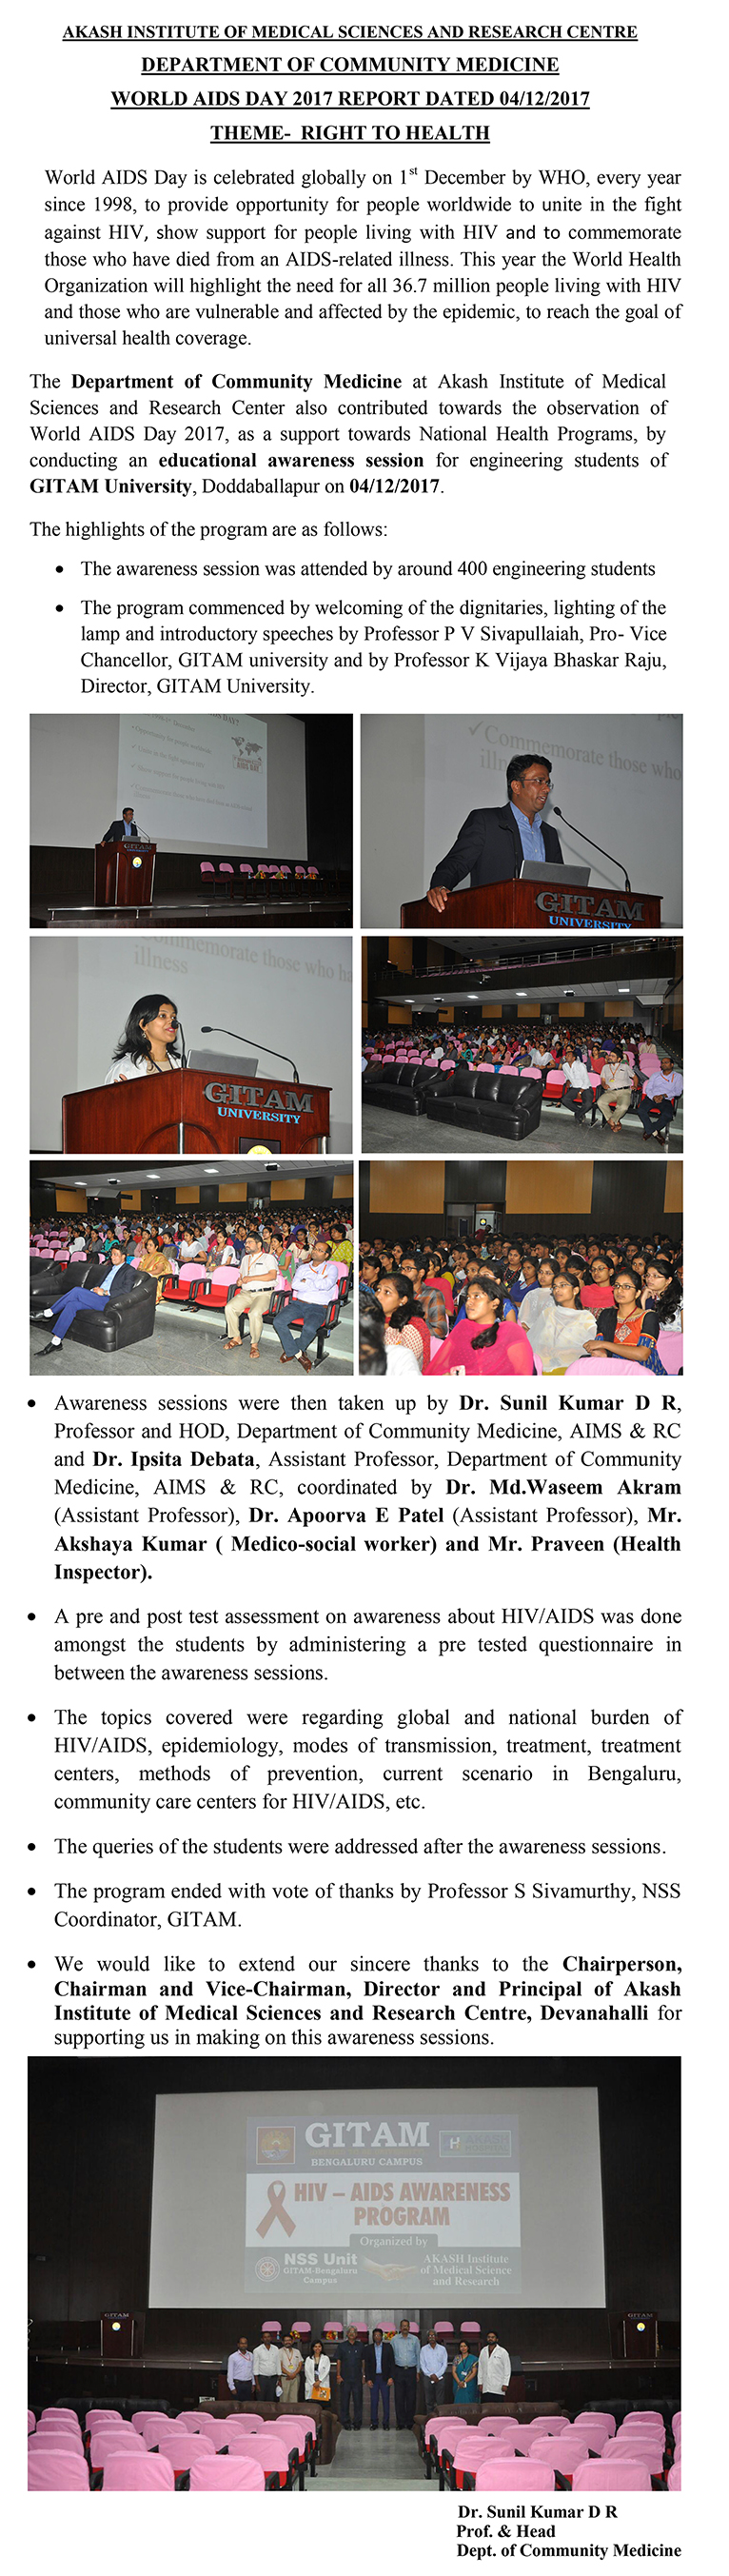 AKASH INSTITUTE OF MEDICAL SCIENCES AND RESEARCH CENTRE
DEPARTMENT OF COMMUNITY MEDICINE
WORLD AIDS DAY 2017 REPORT DATED 04/12/2017
THEME- RIGHT TO HEALTH
World AIDS Day is celebrated globally on 1st December by WHO, every year
since 1998, to provide opportunity for people worldwide to unite in the fight
against HIV, show support for people living with HIV and to commemorate
those who have died from an AIDS-related illness. This year the World Health
Organization will highlight the need for all 36.7 million people living with HIV
and those who are vulnerable and affected by the epidemic, to reach the goal of
universal health coverage.
The Department of Community Medicine at Akash Institute of Medical
Sciences and Research Center also contributed towards the observation of
World AIDS Day 2017, as a support towards National Health Programs, by
conducting an educational awareness session for engineering students of
GITAM University, Doddaballapur on 04/12/2017.
The highlights of the program are as follows:
• The awareness session was attended by around 400 engineering students
• The program commenced by welcoming of the dignitaries, lighting of the
lamp and introductory speeches by Professor P V Sivapullaiah, Pro- Vice
Chancellor, GITAM university and by Professor K Vijaya Bhaskar Raju,
Director, GITAM University.
GITAM
✓Commemorate those who
GITAM
UNIVERSITY
Commemorate those who ha
illness
GITAM
UNIVERSITY
• Awareness sessions were then taken up by Dr. Sunil Kumar D R,
Professor and HOD, Department of Community Medicine, AIMS & RC
and Dr. Ipsita Debata, Assistant Professor, Department of Community
Medicine, AIMS & RC, coordinated by Dr. Md.Waseem Akram
(Assistant Professor), Dr. Apoorva E Patel (Assistant Professor), Mr.
Akshaya Kumar ( Medico-social worker) and Mr. Praveen (Health
Inspector).
• A pre and post test assessment on awareness about HIV/AIDS was done
amongst the students by administering a pre tested questionnaire in
between the awareness sessions.
• The topics covered were regarding global and national burden of
HIV/AIDS, epidemiology, modes of transmission, treatment, treatment
centers, methods of prevention, current scenario in Bengaluru,
community care centers for HIV/AIDS, etc.
• The queries of the students were addressed after the awareness sessions.
• The program ended with vote of thanks by Professor S Sivamurthy, NSS
Coordinator, GITAM.
• We would like to extend our sincere thanks to the Chairperson,
Chairman and Vice-Chairman, Director and Principal of Akash
Institute of Medical Sciences and Research Centre, Devanahalli for
supporting us in making on this awareness sessions.
GITAM
BENGALURU CAMPUS
HIV – AIDS AWARENESS
PROGRAM
Organized by
NSS Unit
GITAM-Bengaluru
Campus
AKASH Institute
of Medical Science
and Research
GITAM
GITAM
Dr. Sunil Kumar D R
Prof. & Head
Dept. of Community Medicine